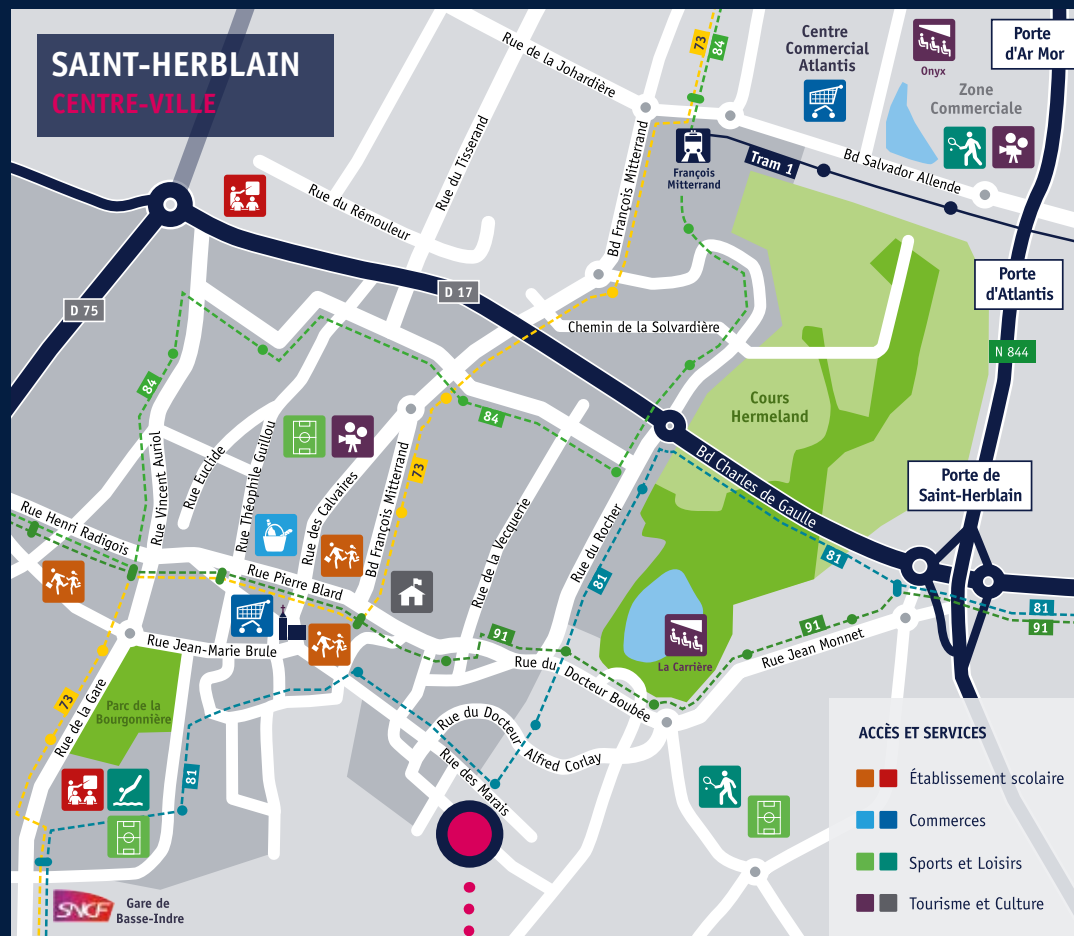 SAINT-HERBLAIN
CENTRE-VILLE
Rue de la Johardière
73
84
Centre
Commercial
Atlantis
Onyx
Porte
d'Ar Mor
Zone
Commerciale
Rue du Tisserand
Rue du Rémouleur
Bd François Mitterrand
François
Mitterrand
Tram 1
Bd Salvador Allende
Porte
d'Atlantis
D 75
D 17
Chemin de la Solvardière
N 844
84
84
Cours
Hermeland
Rue Vincent Auriol
Rue Euclide
Rue Théophile Guillou
Rue des Calvaires
Bd François Mitterrand
73
Rue de la Vecquerie
Rue du Rocher
81
Bd Charles de Gaulle
81
Porte de
Saint-Herblain
Rue Henri Radigois
Rue Pierre Blard
Rue Jean-Marie Brule
91
91
81
91
La Carrière
Rue Jean Monnet
Rue du Docteur Boubée
Parc de la
Bourgonnière
73
Rue de la Gare
81
Rue du Docteur Alfred Corlay
Rue des Marais
SNCF
Gare de
Basse-Indre
ACCÈS ET SERVICES
Établissement scolaire
Commerces
Sports et Loisirs
Tourisme et Culture